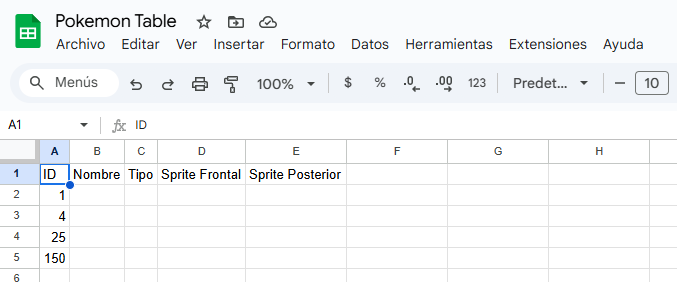 Pokemon Table
Archivo Editar Ver Insertar Formato Datos Herramientas Extensiones Ayuda
Menús 100% $ % .0 .00 123 Predet... 10
A1 fx ID
A B C D E F G H
1 ID Nombre Tipo Sprite Frontal Sprite Posterior
2 1
3 4
4 25
5 150
6